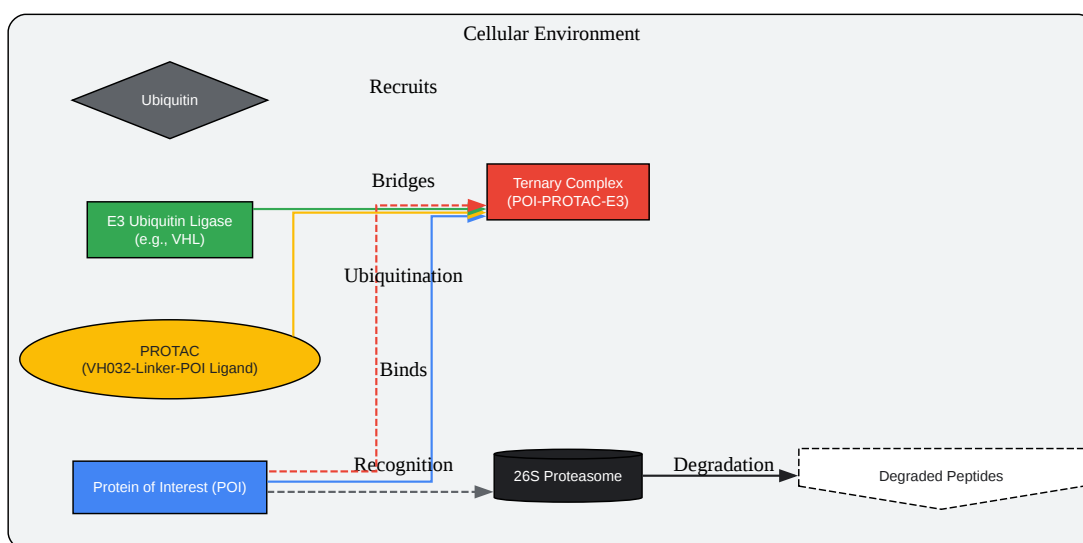 Cellular Environment
Recruits
Ubiquitin
Bridges
Ternary Complex
(POI-PROTAC-E3)
E3 Ubiquitin Ligase
(e.g., VHL)
Ubiquitination
PROTAC
(VH032-Linker-POI Ligand)
Binds
Recognition
Degradation
Protein of Interest (POI)
26S Proteasome
Degraded Peptides